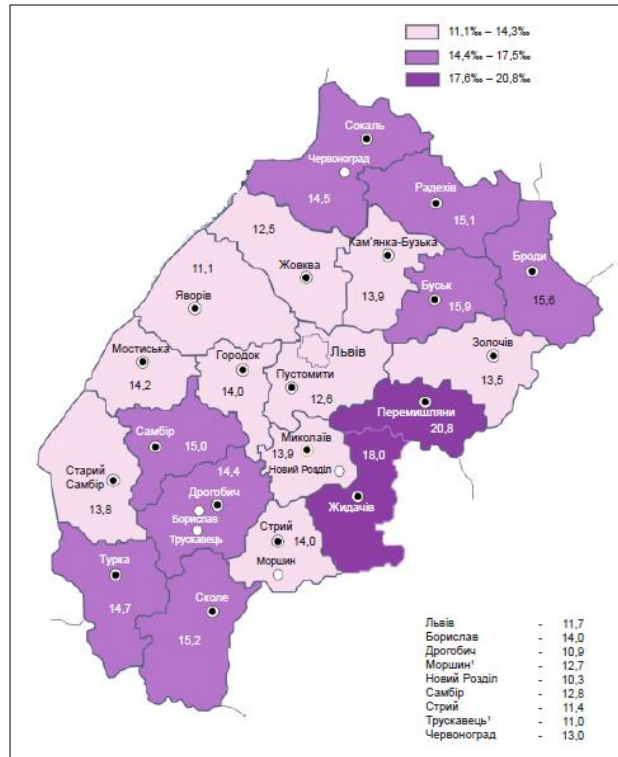 11,1‰ – 14,3‰
14,4‰ – 17,5‰
17,6‰ – 20,8‰
Сокаль
Червоноград
14,5
Радехів
15,1
12,5
Жовква
Кам'янка-Бузька
13,9
Броди
15,6
Буськ
15,9
11,1
Яворів
Львів
Золочів
13,5
Мостиська
14,2
Городок
14,0
Пустомити
12,6
Перемишляни
20,8
Самбір
15,0
Миколаїв
13,9
Новий Розділ
18,0
Жидачів
Старий
Самбір
13,8
14,4
Дрогобич
Борислав
Трускавець
Стрий
14,0
Моршин
Турка
14,7
Сколе
15,2
Львів - 11,7
Борислав - 14,0
Дрогобич - 10,9
Моршин¹ - 12,7
Новий Розділ - 10,3
Самбір - 12,8
Стрий - 11,4
Трускавець¹ - 11,0
Червоноград - 13,0